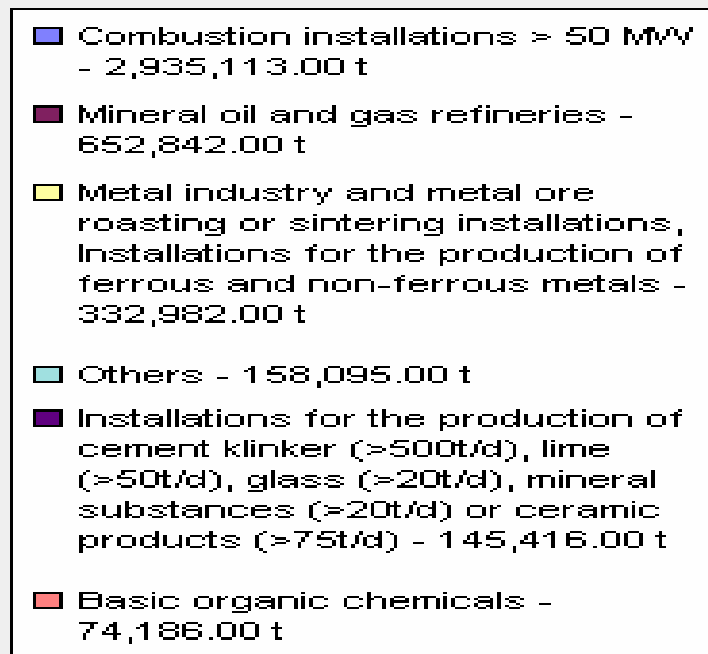 Combustion installations > 50 MW
- 2,935,113.00 t
Mineral oil and gas refineries -
652,842.00 t
Metal industry and metal ore
roasting or sintering installations,
Installations for the production of
ferrous and non-ferrous metals -
332,982.00 t
Others - 158,095.00 t
Installations for the production of
cement klinker (>500t/d), lime
(>50t/d), glass (>20t/d), mineral
substances (>20t/d) or ceramic
products (>75t/d) - 145,416.00 t
Basic organic chemicals -
74,186.00 t